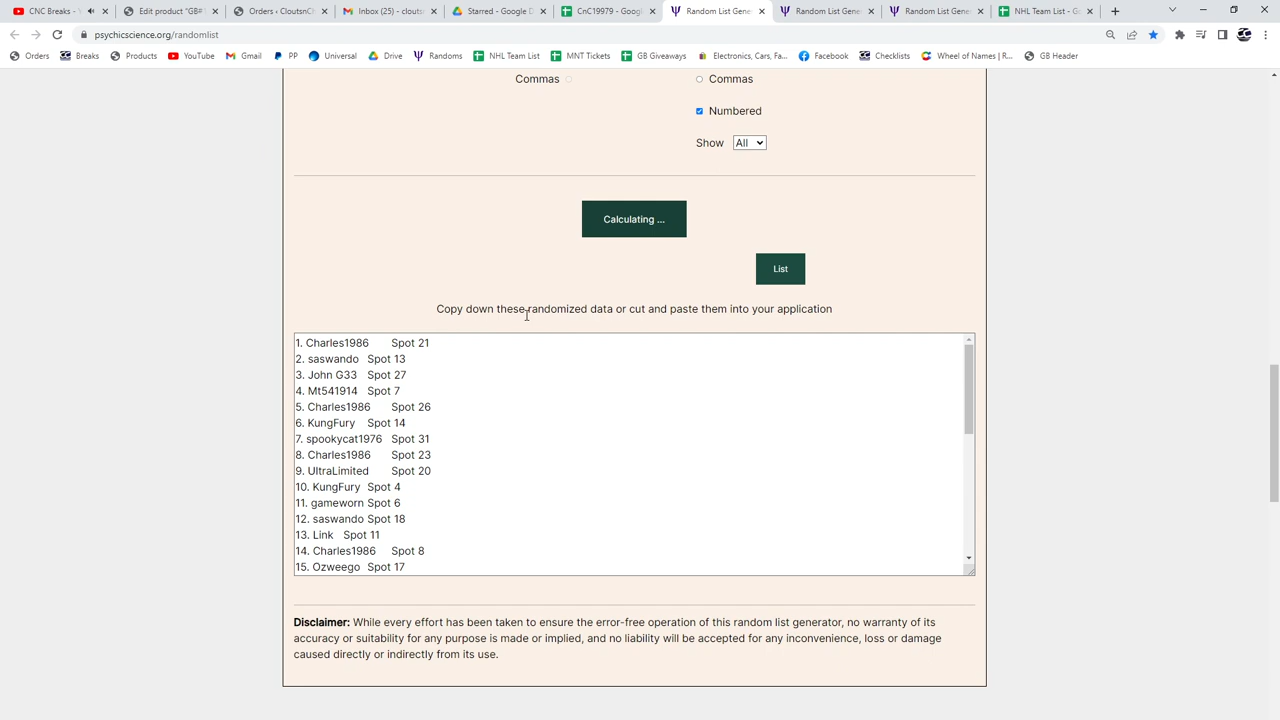 CNC Breaks -
Edit product "GB#
Orders ‹ CloutsnC
Inbox (25) - clouts
Starred - Google D
CnC19979 - Googl
Random List Gene
Random List Gene
Random List Gene
NHL Team List - G
psychicscience.org/randomlist
Orders
Breaks
Products
YouTube
Gmail
PP
Universal
Drive
Randoms
NHL Team List
MNT Tickets
GB Giveaways
Electronics, Cars, Fa...
Facebook
Checklists
Wheel of Names | R...
GB Header
Commas
Commas
Numbered
Show All
Calculating ...
List
Copy down these randomized data or cut and paste them into your application
1. Charles1986 Spot 21
2. saswando Spot 13
3. John G33 Spot 27
4. Mt541914 Spot 7
5. Charles1986 Spot 26
6. KungFury Spot 14
7. spookycat1976 Spot 31
8. Charles1986 Spot 23
9. UltraLimited Spot 20
10. KungFury Spot 4
11. gameworn Spot 6
12. saswando Spot 18
13. Link Spot 11
14. Charles1986 Spot 8
15. Ozweego Spot 17
Disclaimer: While every effort has been taken to ensure the error-free operation of this random list generator, no warranty of its
accuracy or suitability for any purpose is made or implied, and no liability will be accepted for any inconvenience, loss or damage
caused directly or indirectly from its use.